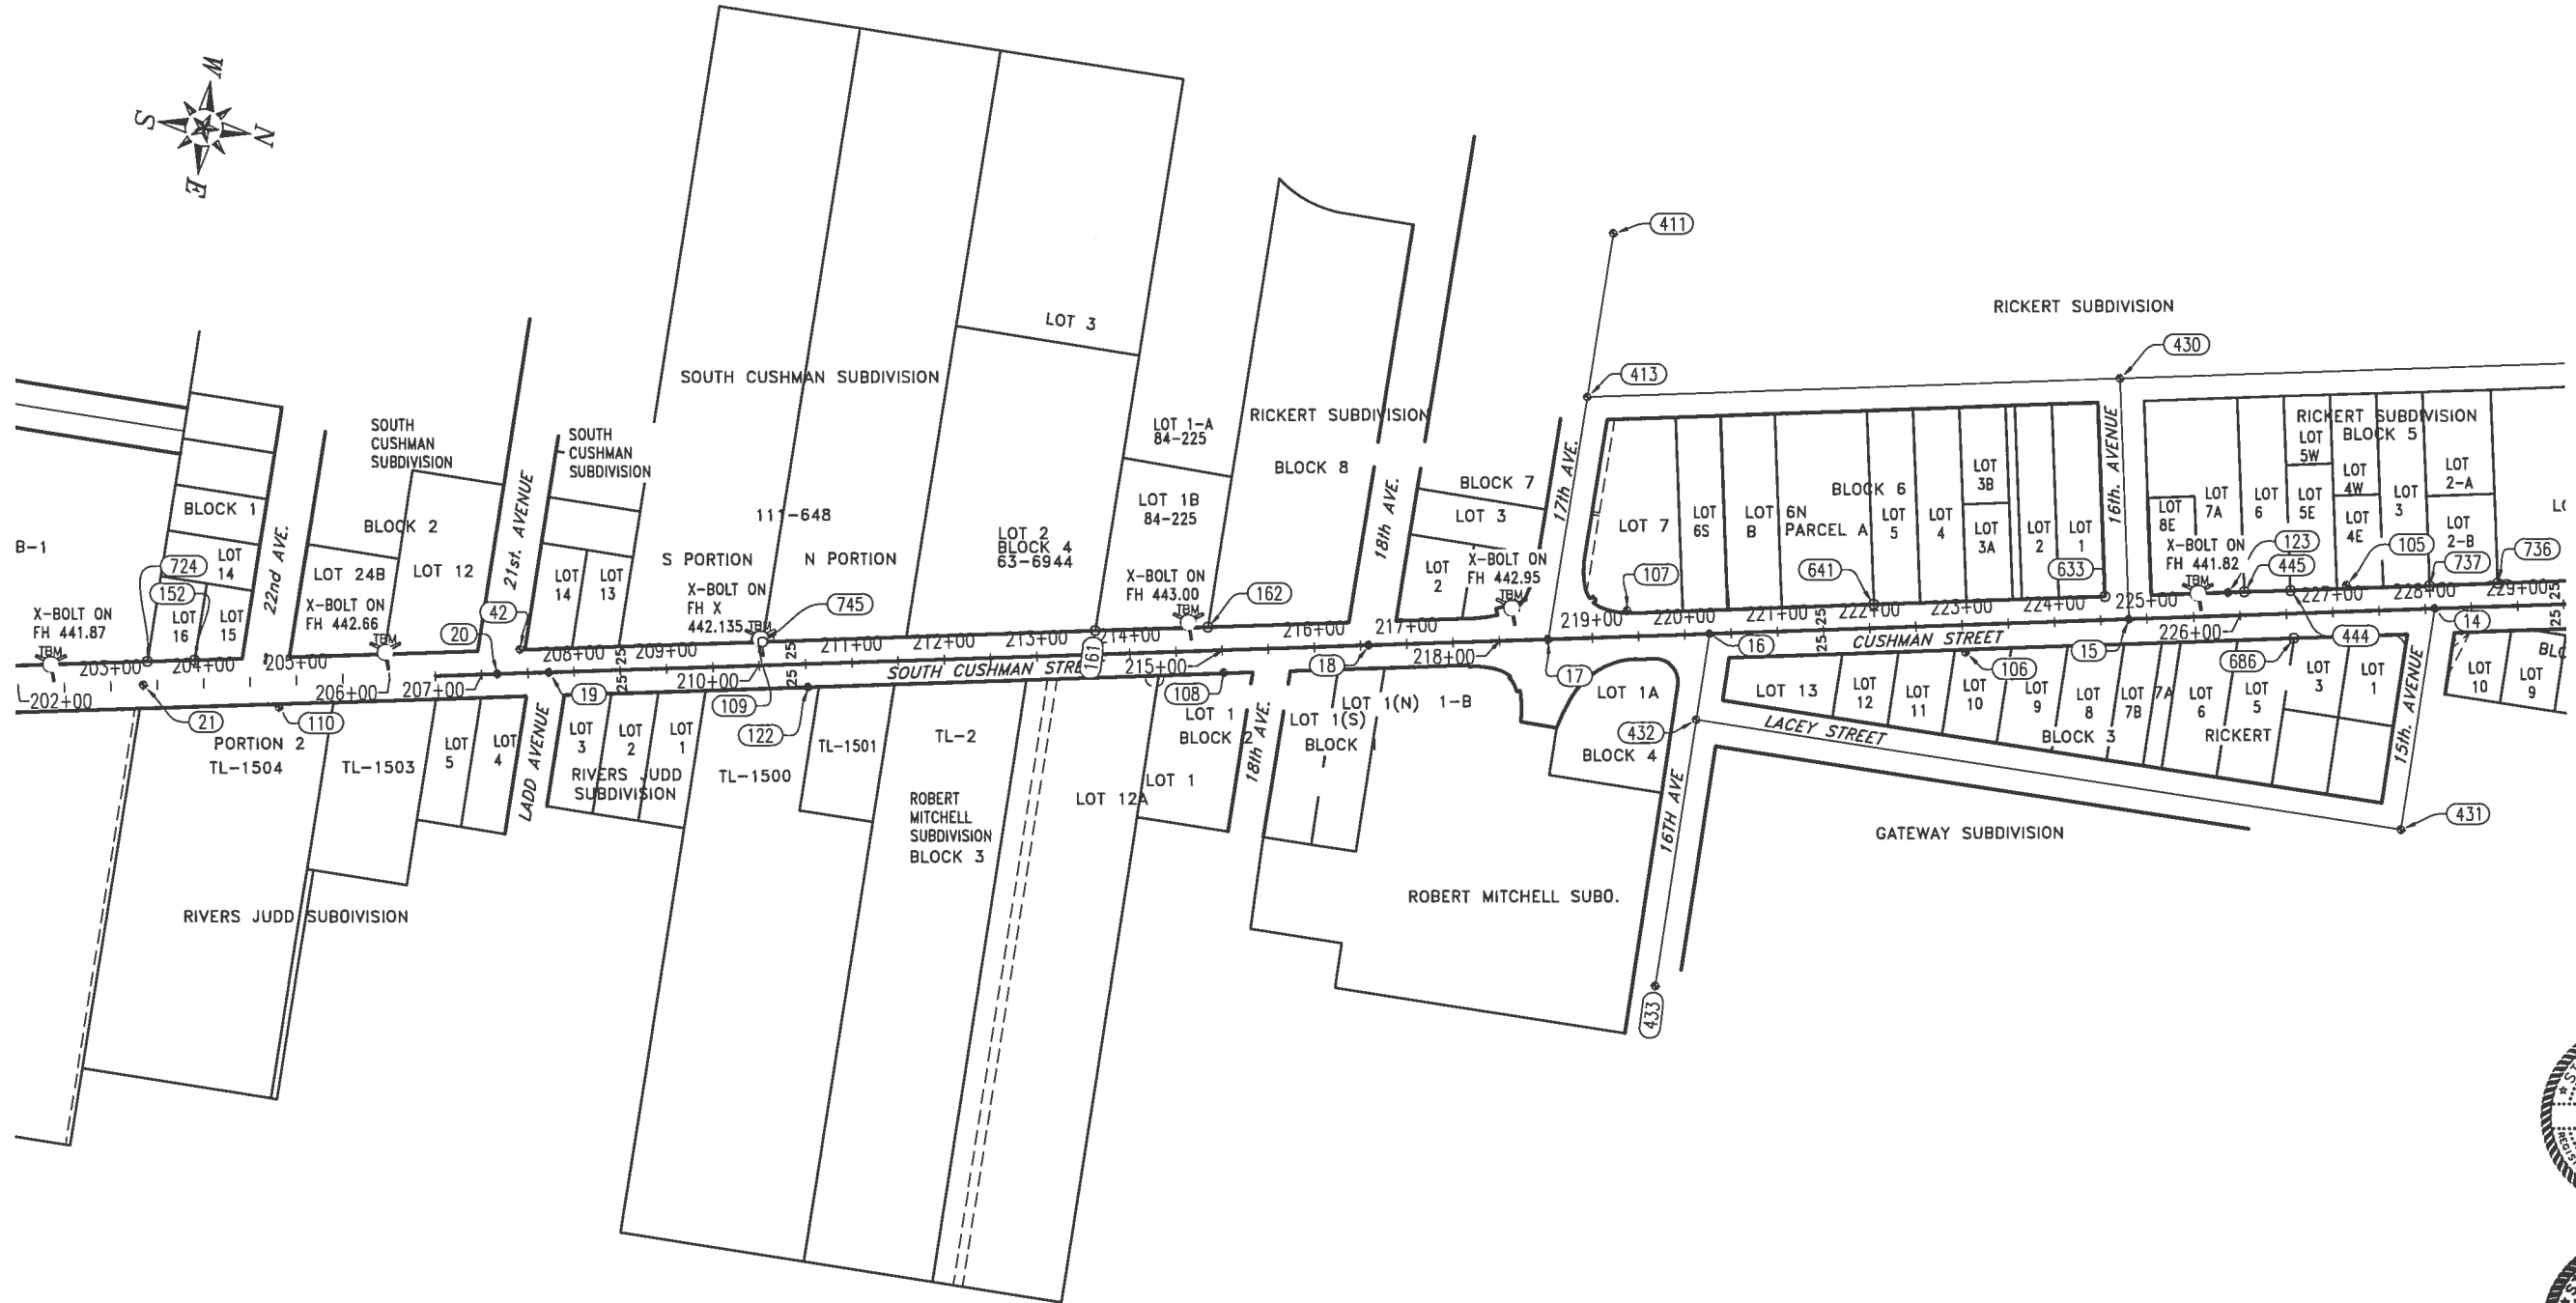 W
S
N
E
411
RICKERT SUBDIVISION
430
413
LOT 3
SOUTH CUSHMAN SUBDIVISION
SOUTH
CUSHMAN
SUBDIVISION
SOUTH
CUSHMAN
SUBDIVISION
LOT 1-A
84-225
RICKERT SUBDIVISION
BLOCK 8
LOT 1B
84-225
BLOCK 7
LOT 3
LOT
2
17th AVE.
18th AVE.
16th. AVENUE
RICKERT SUBDIVISION
BLOCK 5
LOT
5W
LOT
4W
LOT
3
LOT
2-A
LOT
2-B
LOT
8E
LOT
7A
LOT
6
LOT
5E
LOT
4E
BLOCK 6
LOT 7
LOT
6S
LOT
B
6N
PARCEL A
LOT
5
LOT
4
LOT
3B
LOT
3A
LOT
2
LOT
1
B-1
BLOCK 1
LOT
14
LOT
16
LOT
15
22nd AVE.
BLOCK 2
LOT 24B
LOT 12
21st. AVENUE
LOT
14
LOT
13
111-648
S PORTION
N PORTION
LOT 2
BLOCK 4
63-6944
X-BOLT ON
FH 441.87
TBM
X-BOLT ON
FH 442.66
TBM
X-BOLT ON
FH X
442.135
TBM
X-BOLT ON
FH 443.00
TBM
X-BOLT ON
FH 442.95
TBM
X-BOLT ON
FH 441.82
TBM
724
152
42
20
745
162
107
641
633
123
445
105
737
736
202+00
203+00
204+00
205+00
206+00
207+00
208+00
209+00
210+00
211+00
212+00
213+00
214+00
215+00
216+00
217+00
218+00
219+00
220+00
221+00
222+00
223+00
224+00
225+00
226+00
227+00
228+00
229+00
25
25
25
25
25
25
25
25
SOUTH CUSHMAN STRE
CUSHMAN STREET
161
21
110
19
109
122
108
18
17
16
106
15
686
444
14
PORTION 2
TL-1504
TL-1503
LOT
5
LOT
4
LADD AVENUE
LOT
3
LOT
2
LOT
1
RIVERS JUDD
SUBDIVISION
TL-1500
TL-1501
TL-2
ROBERT
MITCHELL
SUBDIVISION
BLOCK 3
LOT 12A
LOT 1
LOT 1
BLOCK 2
18th AVE.
LOT 1(S)
LOT 1(N)
1-B
BLOCK
LOT 1A
BLOCK 4
432
16TH AVE
LACEY STREET
LOT 13
LOT
12
LOT
11
LOT
10
LOT
9
LOT
8
LOT
7B
7A
LOT
6
LOT
5
LOT
3
LOT
1
BLOCK 3
RICKERT
15th. AVENUE
LOT
10
LOT
9
431
GATEWAY SUBDIVISION
RIVERS JUDD SUBDIVISION
ROBERT MITCHELL SUBD.
433